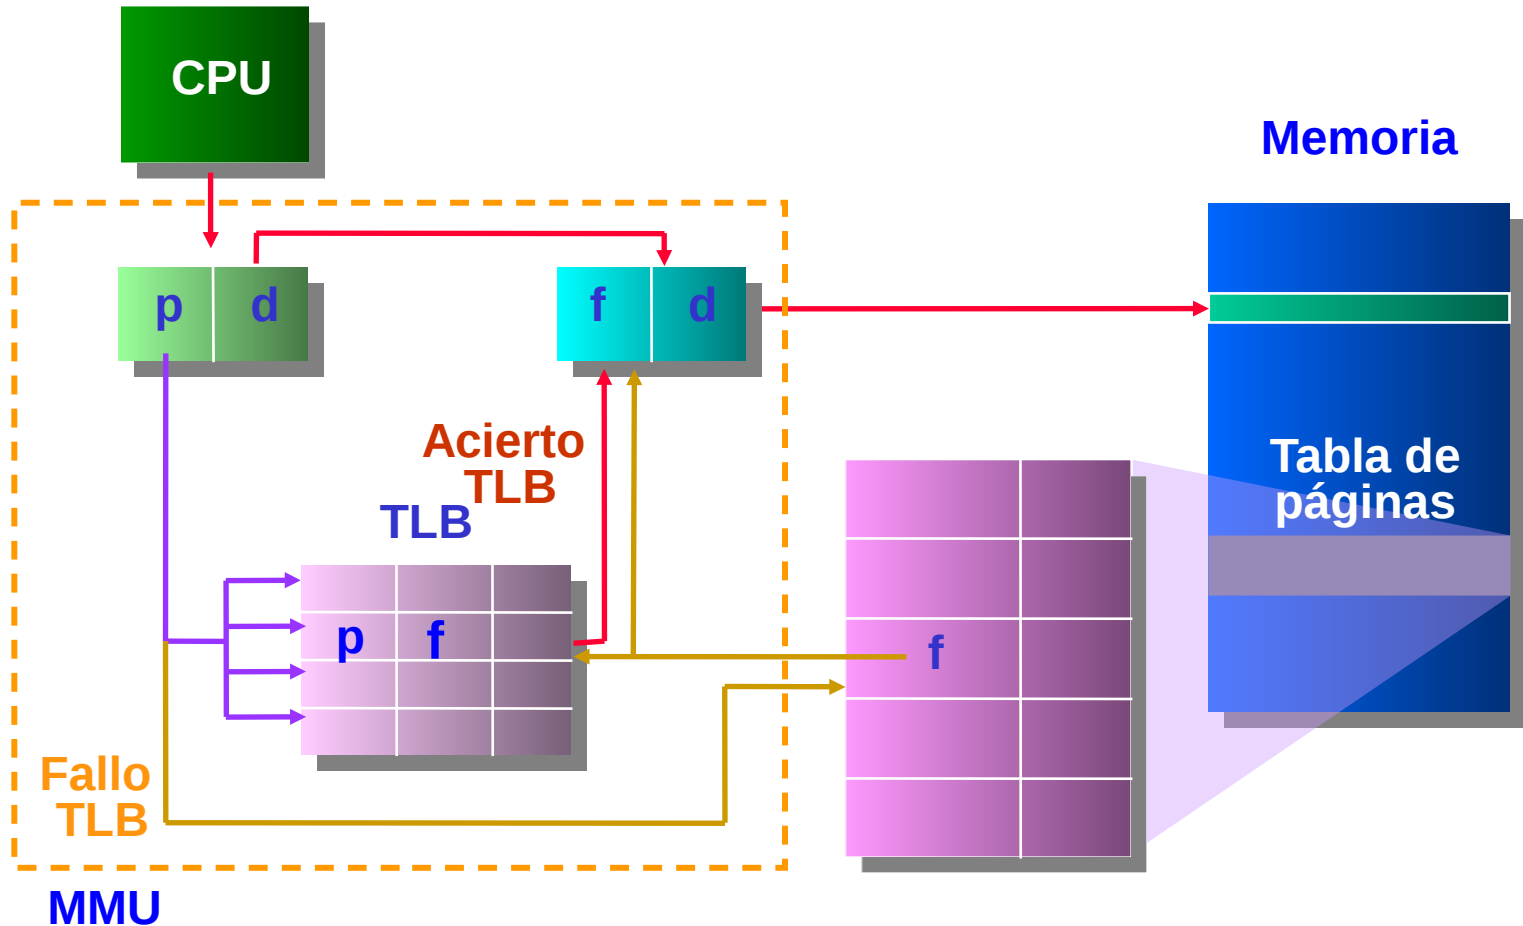 CPU
Memoria
p d
f d
Acierto
TLB
TLB
Tabla de
páginas
p f
f
Fallo
TLB
MMU